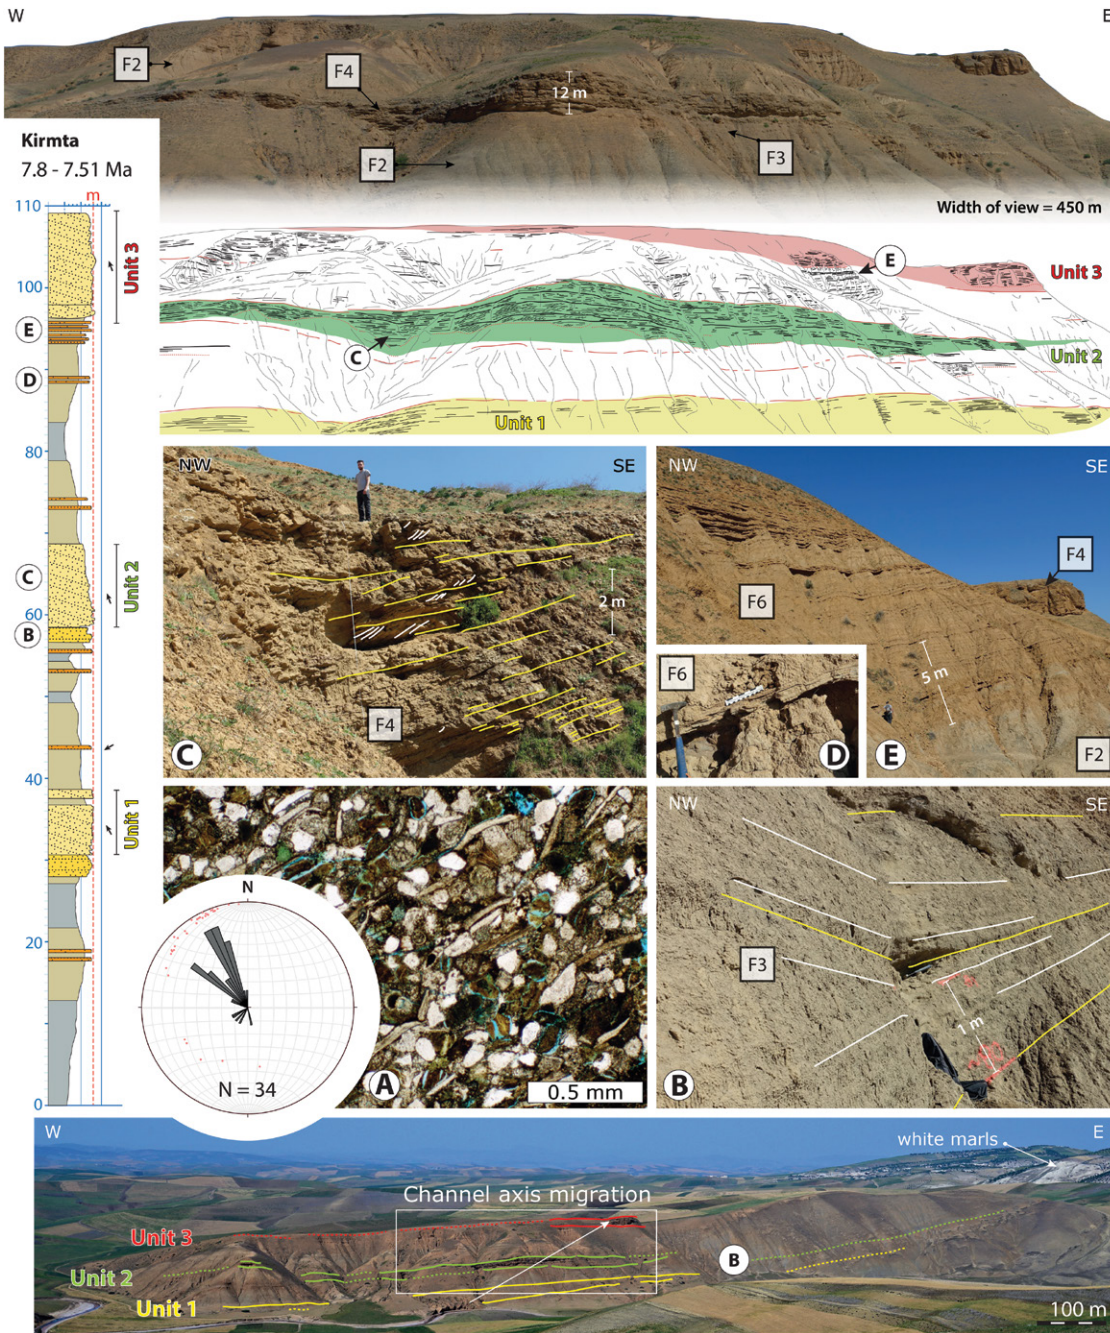 W
E
F2
F4
12 m
F2
F3
Width of view = 450 m
Kirmta
7.8 - 7.51 Ma
m
110
100
80
60
40
20
0
Unit 3
Unit 2
Unit 1
E
D
C
B
E
Unit 3
C
Unit 2
Unit 1
NW
SE
2 m
F4
C
NW
SE
F4
F6
5 m
F6
D
E
F2
N
N = 34
A
0.5 mm
NW
SE
F3
1 m
B
W
E
white marls
Channel axis migration
Unit 3
Unit 2
Unit 1
B
100 m